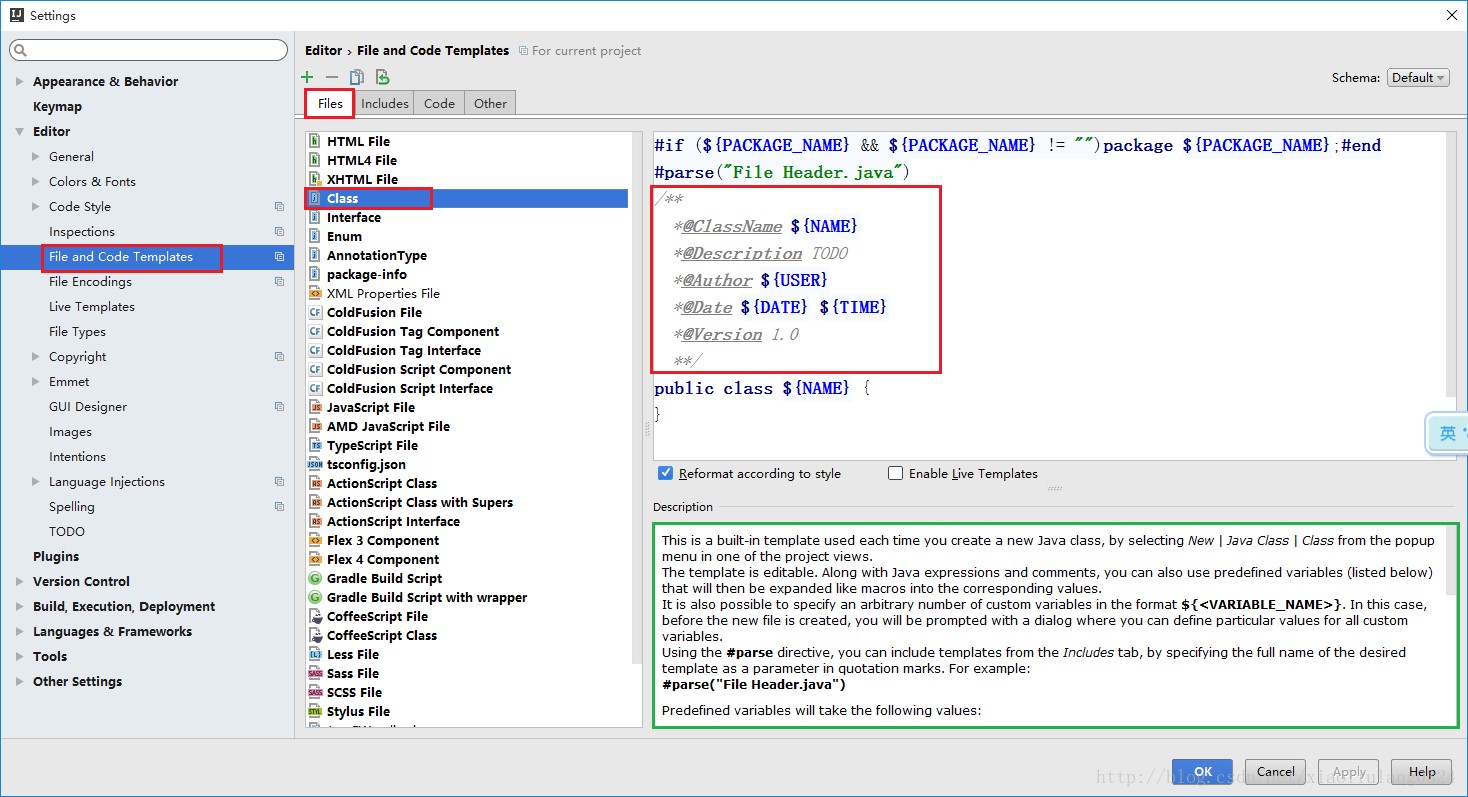 Settings
Appearance & Behavior
Keymap
Editor
General
Colors & Fonts
Code Style
Inspections
File and Code Templates
File Encodings
Live Templates
File Types
Copyright
Emmet
GUI Designer
Images
Intentions
Language Injections
Spelling
TODO
Plugins
Version Control
Build, Execution, Deployment
Languages & Frameworks
Tools
Other Settings
Editor › File and Code Templates For current project
Schema: Default
Files Includes Code Other
HTML File
HTML4 File
XHTML File
Class
Interface
Enum
AnnotationType
package-info
XML Properties File
ColdFusion File
ColdFusion Tag Component
ColdFusion Tag Interface
ColdFusion Script Component
ColdFusion Script Interface
JavaScript File
AMD JavaScript File
TypeScript File
tsconfig.json
ActionScript Class
ActionScript Class with Supers
ActionScript Interface
Flex 3 Component
Flex 4 Component
Gradle Build Script
Gradle Build Script with wrapper
CoffeeScript File
CoffeeScript Class
Less File
Sass File
SCSS File
Stylus File
#if (${PACKAGE_NAME} && ${PACKAGE_NAME} != "")package ${PACKAGE_NAME};#end
#parse("File Header.java")
/**
*@ClassName ${NAME}
*@Description TODO
*@Author ${USER}
*@Date ${DATE} ${TIME}
*@Version 1.0
**/
public class ${NAME} {
}
英
Reformat according to style Enable Live Templates
Description
This is a built-in template used each time you create a new Java class, by selecting New | Java Class | Class from the popup
menu in one of the project views.
The template is editable. Along with Java expressions and comments, you can also use predefined variables (listed below)
that will then be expanded like macros into the corresponding values.
It is also possible to specify an arbitrary number of custom variables in the format ${<VARIABLE_NAME>}. In this case,
before the new file is created, you will be prompted with a dialog where you can define particular values for all custom
variables.
Using the #parse directive, you can include templates from the Includes tab, by specifying the full name of the desired
template as a parameter in quotation marks. For example:
#parse("File Header.java")
Predefined variables will take the following values:
OK Cancel Apply Help